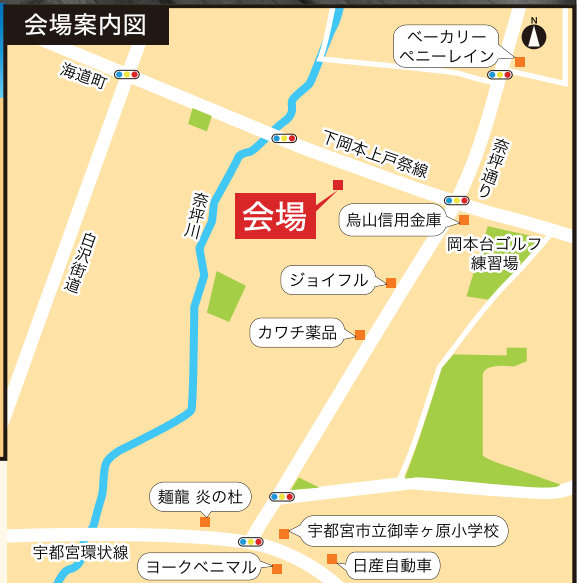 会場案内図
N
ベーカリー
ペニーレイン
海道町
下岡本上戸祭線
奈坪通り
奈坪川
会場
烏山信用金庫
岡本台ゴルフ
練習場
白沢街道
ジョイフル
カワチ薬品
麺龍 炎の杜
宇都宮市立御幸ヶ原小学校
宇都宮環状線
ヨークベニマル
日産自動車